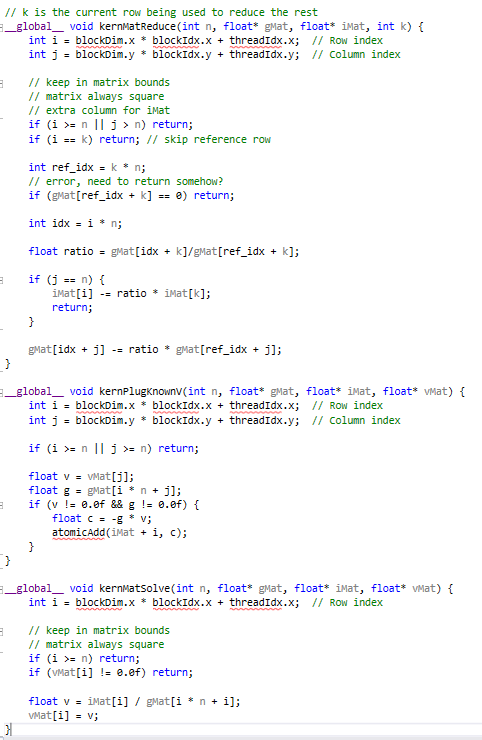 // k is the current row being used to reduce the rest
__global__ void kernMatReduce(int n, float* gMat, float* iMat, int k) {
    int i = blockDim.x * blockIdx.x + threadIdx.x;  // Row index
    int j = blockDim.y * blockIdx.y + threadIdx.y;  // Column index

    // keep in matrix bounds
    // matrix always square
    // extra column for iMat
    if (i >= n || j > n) return;
    if (i == k) return; // skip reference row

    int ref_idx = k * n;
    // error, need to return somehow?
    if (gMat[ref_idx + k] == 0) return;

    int idx = i * n;

    float ratio = gMat[idx + k]/gMat[ref_idx + k];

    if (j == n) {
        iMat[i] -= ratio * iMat[k];
        return;
    }

    gMat[idx + j] -= ratio * gMat[ref_idx + j];
}

__global__ void kernPlugKnownV(int n, float* gMat, float* iMat, float* vMat) {
    int i = blockDim.x * blockIdx.x + threadIdx.x;  // Row index
    int j = blockDim.y * blockIdx.y + threadIdx.y;  // Column index

    if (i >= n || j >= n) return;

    float v = vMat[j];
    float g = gMat[i * n + j];
    if (v != 0.0f && g != 0.0f) {
        float c = -g * v;
        atomicAdd(iMat + i, c);
    }
}

__global__ void kernMatSolve(int n, float* gMat, float* iMat, float* vMat) {
    int i = blockDim.x * blockIdx.x + threadIdx.x;  // Row index

    // keep in matrix bounds
    // matrix always square
    if (i >= n) return;
    if (vMat[i] != 0.0f) return;

    float v = iMat[i] / gMat[i * n + i];
    vMat[i] = v;
}